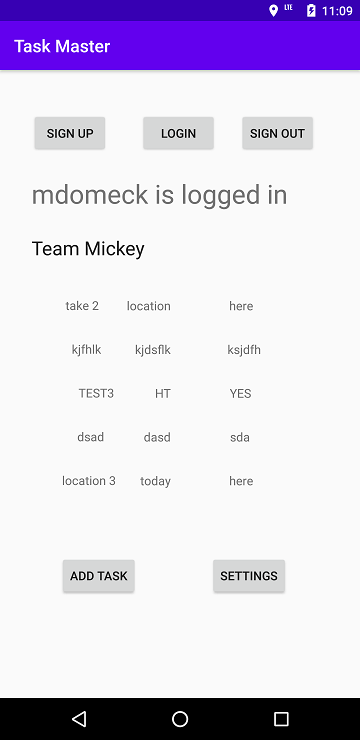 LTE 11:09
Task Master
SIGN UP LOGIN SIGN OUT
mdomeck is logged in
Team Mickey
take 2 location here
kjfhlk kjdsflk ksjdfh
TEST3 HT YES
dsad dasd sda
location 3 today here
ADD TASK SETTINGS